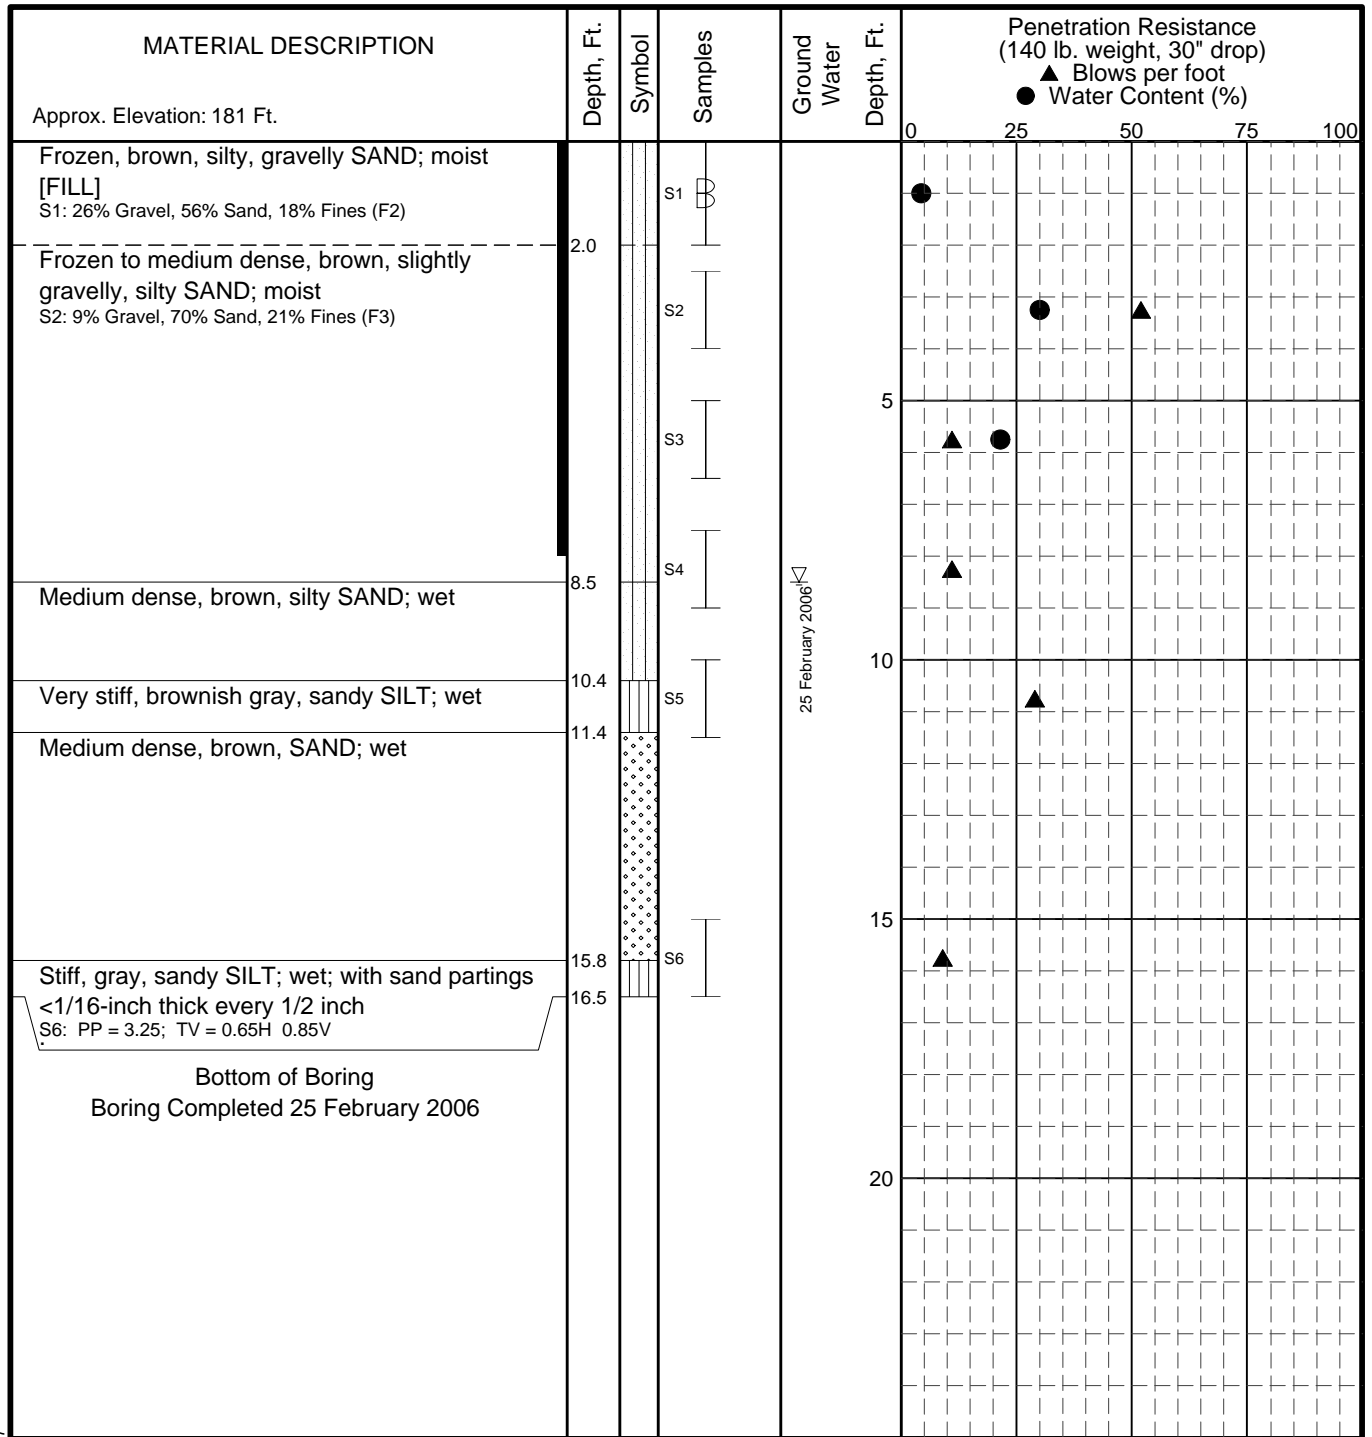 MATERIAL DESCRIPTION
Approx. Elevation: 181 Ft.
Depth, Ft.
Symbol
Samples
Ground
Water
Depth, Ft.
Penetration Resistance
(140 lb. weight, 30" drop)
▲ Blows per foot
● Water Content (%)
0 25 50 75 100
Frozen, brown, silty, gravelly SAND; moist
[FILL]
S1: 26% Gravel, 56% Sand, 18% Fines (F2)
S1
2.0
Frozen to medium dense, brown, slightly
gravelly, silty SAND; moist
S2: 9% Gravel, 70% Sand, 21% Fines (F3)
S2
5
S3
S4
8.5
Medium dense, brown, silty SAND; wet
25 February 2006
10
10.4
Very stiff, brownish gray, sandy SILT; wet
S5
11.4
Medium dense, brown, SAND; wet
15
15.8
S6
Stiff, gray, sandy SILT; wet; with sand partings
<1/16-inch thick every 1/2 inch
16.5
S6: PP = 3.25; TV = 0.65H 0.85V
.
Bottom of Boring
Boring Completed 25 February 2006
20